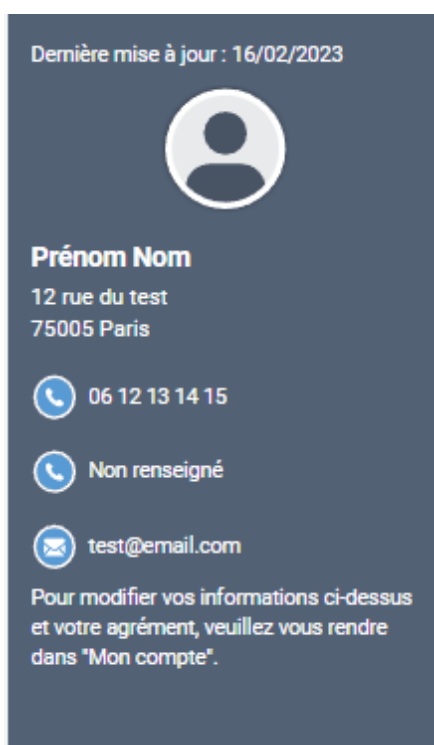 Dernière mise à jour : 16/02/2023
Prénom Nom
12 rue du test
75005 Paris
06 12 13 14 15
Non renseigné
test@email.com
Pour modifier vos informations ci-dessus
et votre agrément, veuillez vous rendre
dans "Mon compte".